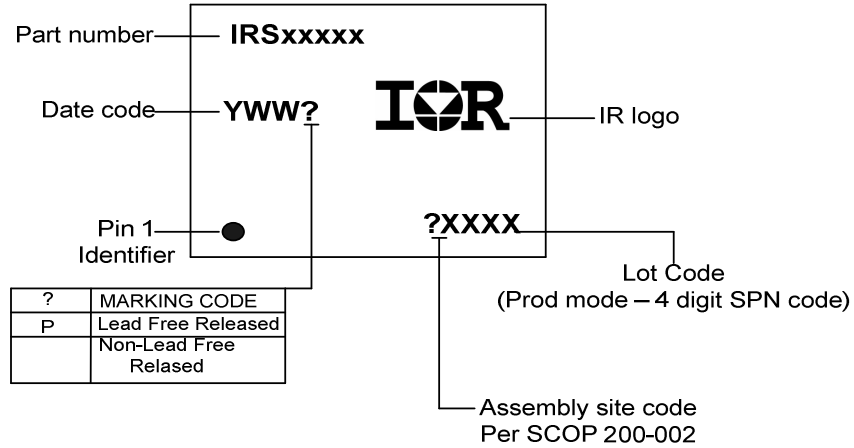 Part number
IRSxxxxx
Date code
YWW?
IOR
IR logo
Pin 1
Identifier
?XXXX
Lot Code
(Prod mode – 4 digit SPN code)
? MARKING CODE
P Lead Free Released
Non-Lead Free
Relased
Assembly site code
Per SCOP 200-002